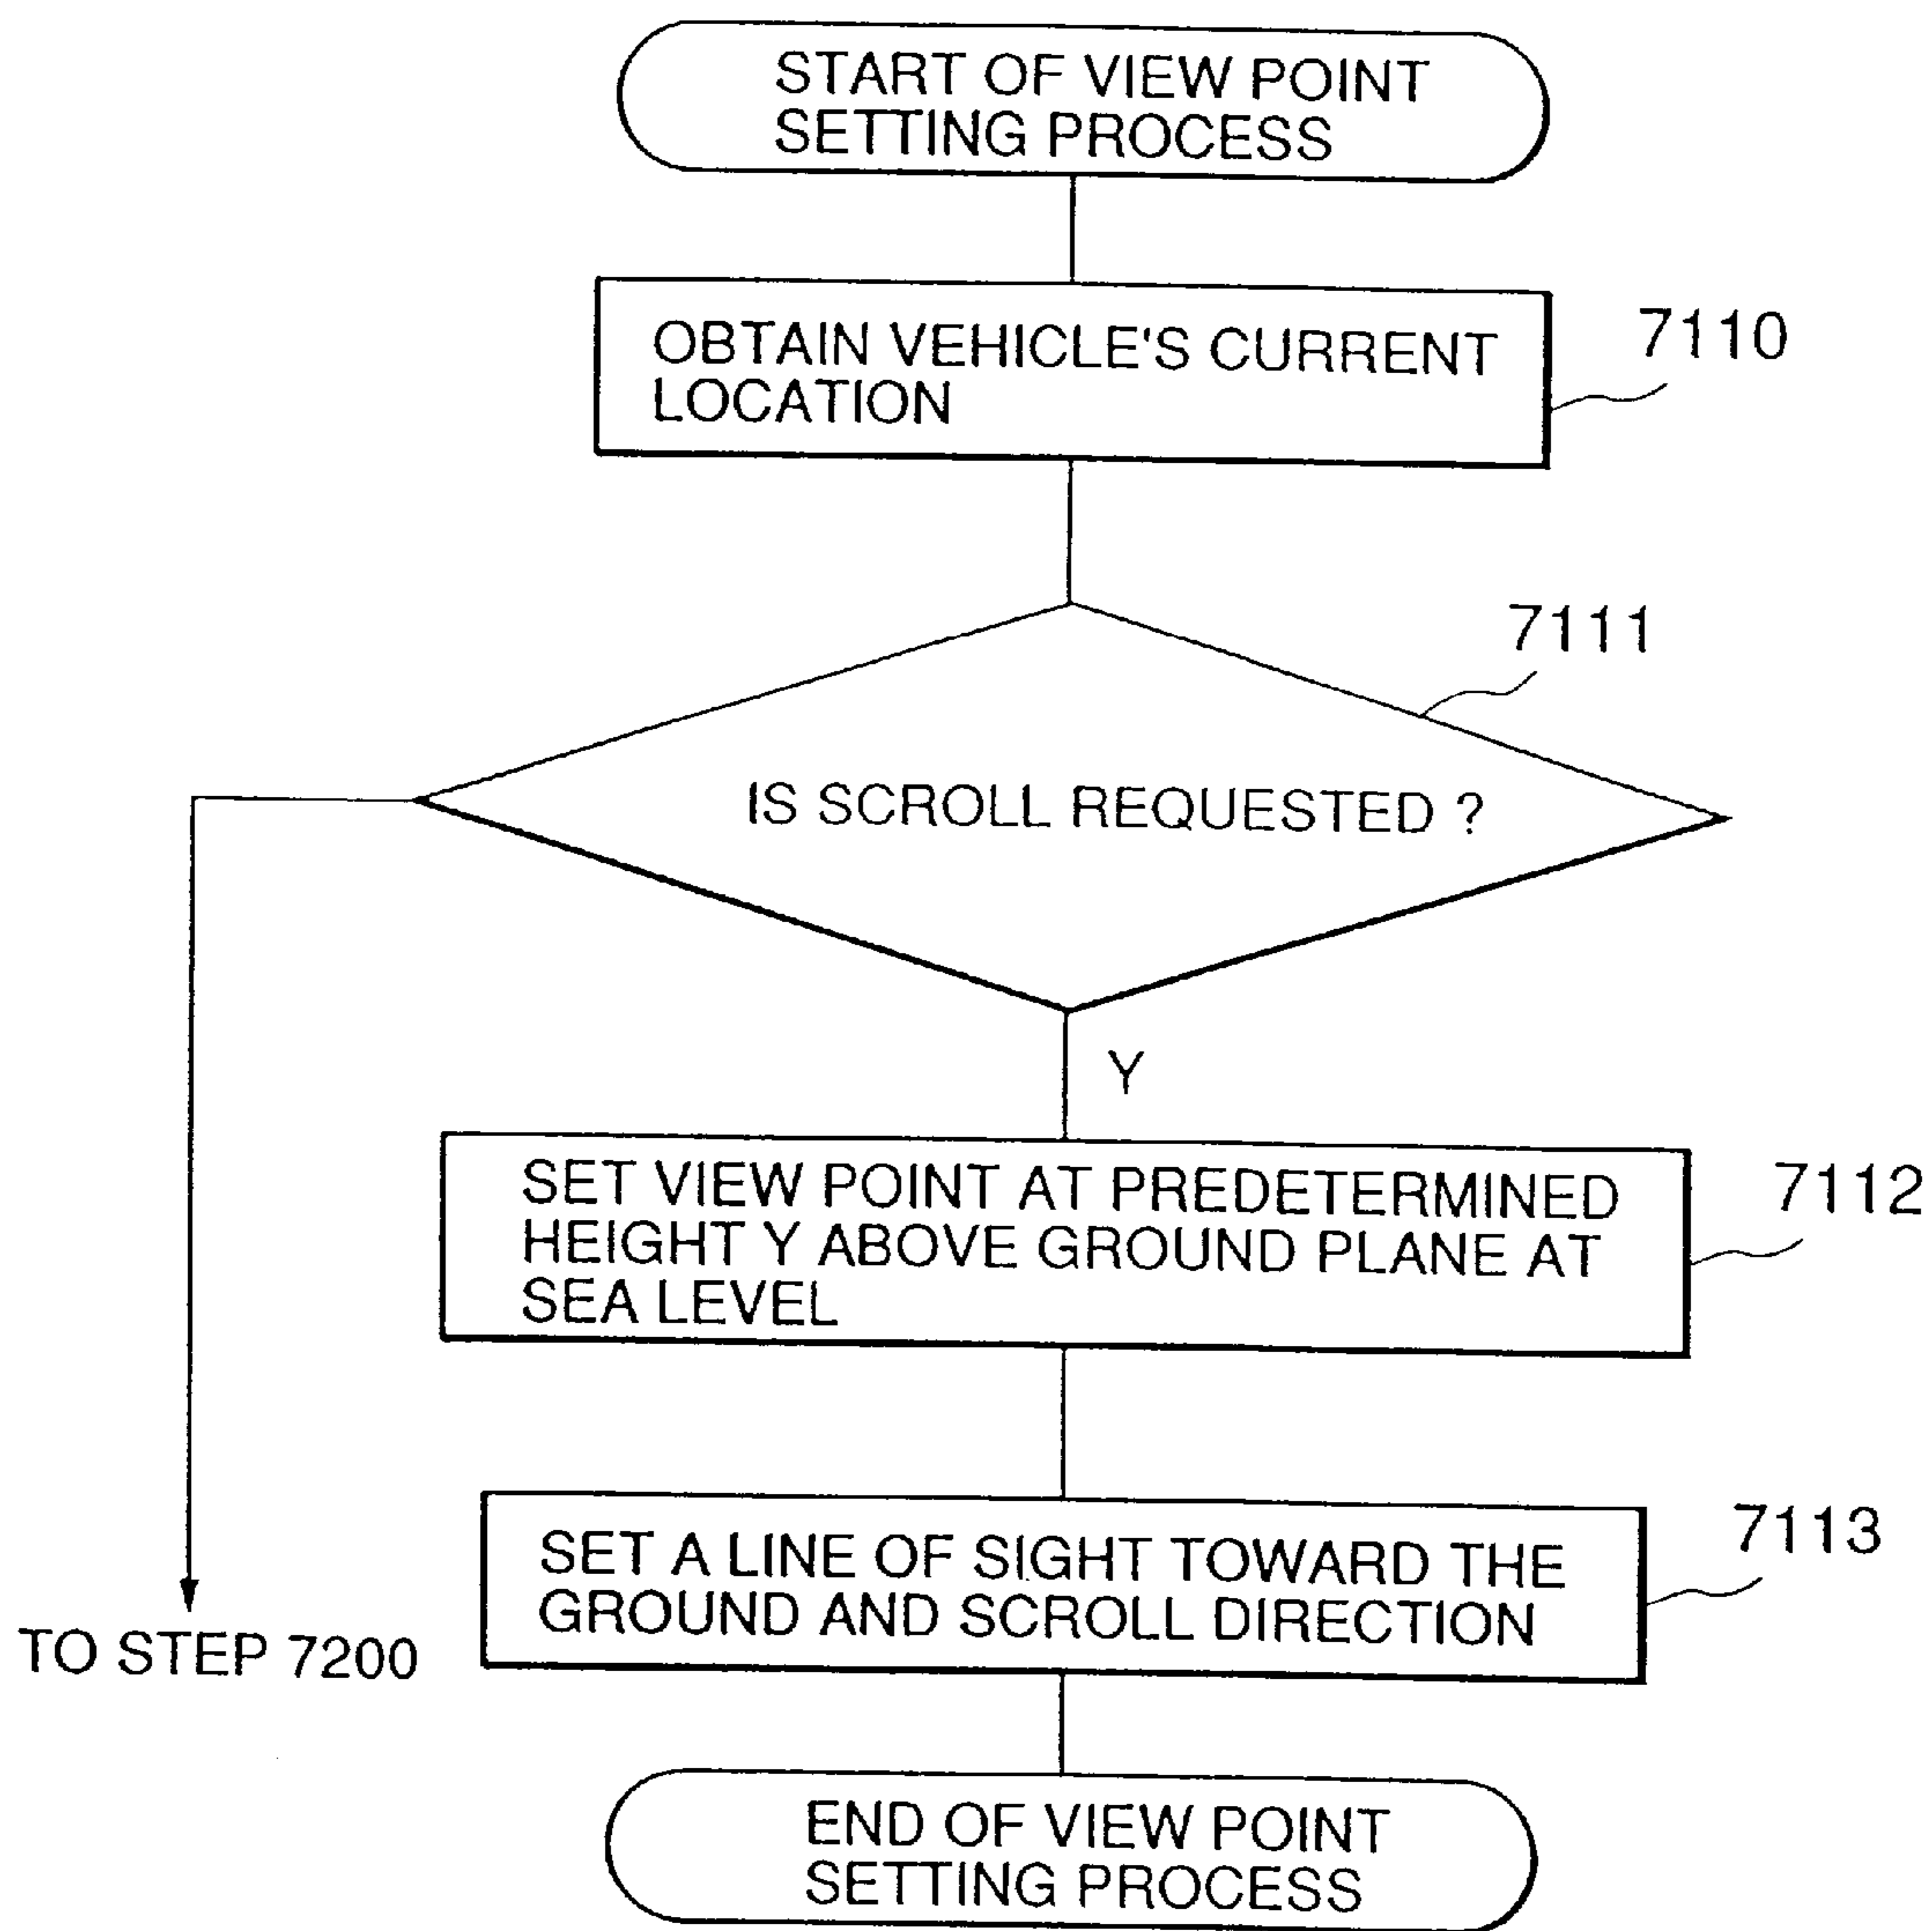 START OF VIEW POINT
SETTING PROCESS
OBTAIN VEHICLE'S CURRENT
LOCATION
7110
7111
IS SCROLL REQUESTED ?
Y
SET VIEW POINT AT PREDETERMINED
HEIGHT Y ABOVE GROUND PLANE AT
SEA LEVEL
7112
SET A LINE OF SIGHT TOWARD THE
GROUND AND SCROLL DIRECTION
7113
TO STEP 7200
END OF VIEW POINT
SETTING PROCESS